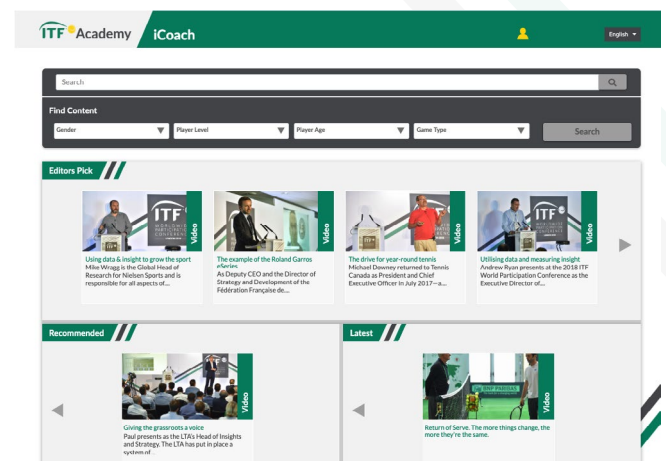 ITF Academy
iCoach
English
Search
Find Content
Gender
Player Level
Player Age
Game Type
Search
Editors Pick
ITF
WORLDWIDE
PARTICIPATION
CONFERENCE
Video
Using data & insight to grow the sport
Mike Wragg is the Global Head of
Research for Nielsen Sports and is
responsible for all aspects of...
Video
The example of the Roland Garros
eSeries
As Deputy CEO and the Director of
Strategy and Development of the
Fédération Française de...
Video
The drive for year-round tennis
Michael Downey returned to Tennis
Canada as President and Chief
Executive Officer in July 2017—a...
ITF
Video
Utilising data and measuring insight
Andrew Ryan presents at the 2018 ITF
World Participation Conference as the
Executive Director of...
Recommended
Video
Giving the grassroots a voice
Paul presents as the LTA's Head of Insights
and Strategy. The LTA has put in place a
system of...
Latest
BNP PARIBAS
Video
Return of Serve. The more things change, the
more they're the same.